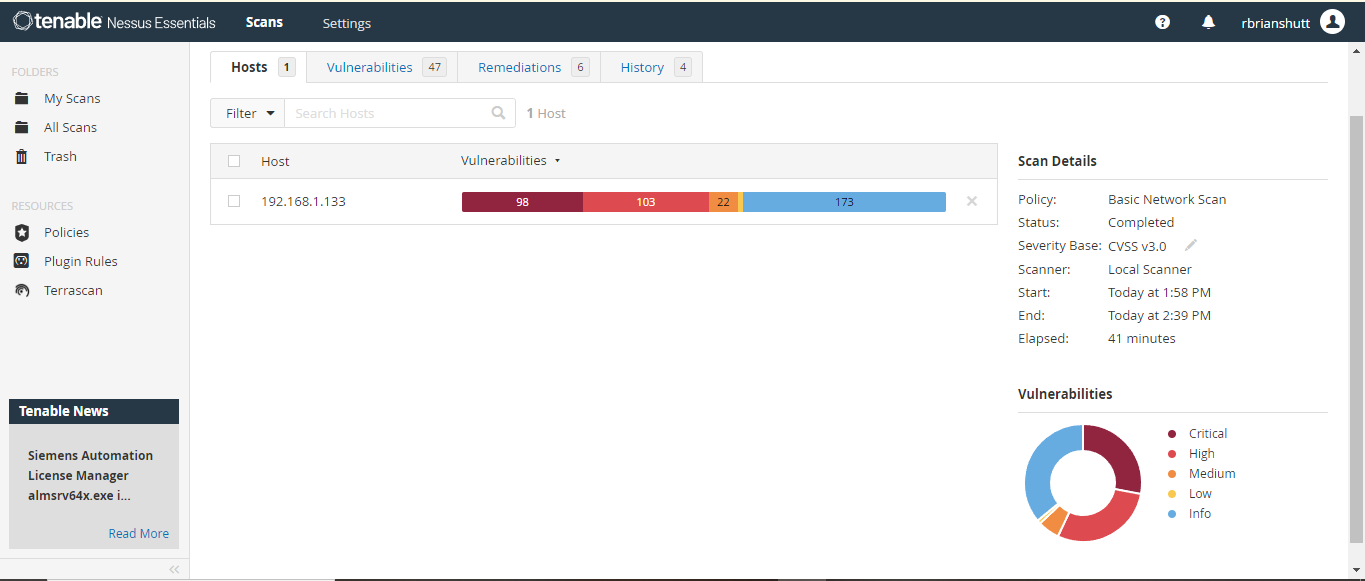 tenable Nessus Essentials Scans Settings rbrianshutt
FOLDERS
My Scans
All Scans
Trash
RESOURCES
Policies
Plugin Rules
Terrascan
Tenable News
Siemens Automation
License Manager
almsrv64x.exe i...
Read More
Hosts 1 Vulnerabilities 47 Remediations 6 History 4
Filter Search Hosts 1 Host
Host Vulnerabilities
192.168.1.133 98 103 22 173
Scan Details
Policy: Basic Network Scan
Status: Completed
Severity Base: CVSS v3.0
Scanner: Local Scanner
Start: Today at 1:58 PM
End: Today at 2:39 PM
Elapsed: 41 minutes
Vulnerabilities
Critical
High
Medium
Low
Info